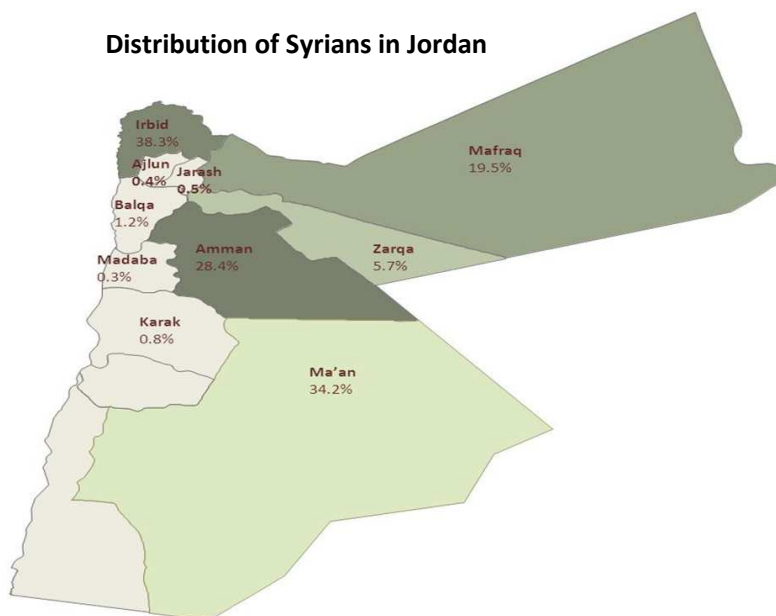 Distribution of Syrians in Jordan
Irbid
38.3%
Mafraq
19.5%
Ajlun
0.4%
Jarash
0.5%
Balqa
1.2%
Amman
28.4%
Zarqa
5.7%
Madaba
0.3%
Karak
0.8%
Ma’an
34.2%